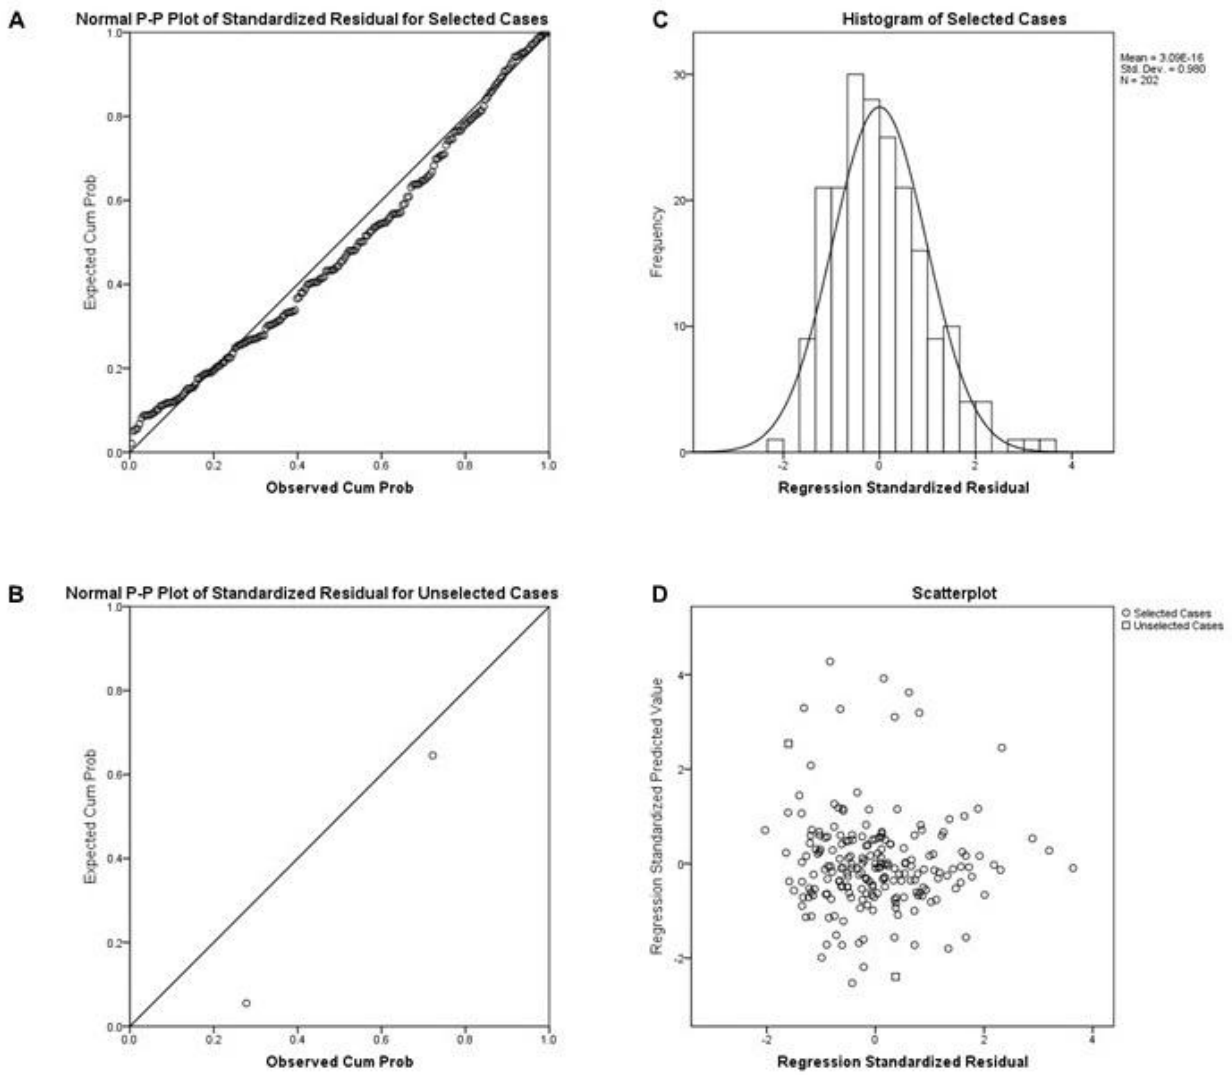 A
Normal P-P Plot of Standardized Residual for Selected Cases
1.0
0.8
0.6
0.4
0.2
0.0
Expected Cum Prob
0.0 0.2 0.4 0.6 0.8 1.0
Observed Cum Prob
C
Histogram of Selected Cases
Mean = 3.09E-16
Std. Dev. = 0.980
N = 202
30
20
10
0
Frequency
-2 0 2 4
Regression Standardized Residual
B
Normal P-P Plot of Standardized Residual for Unselected Cases
1.0
0.8
0.6
0.4
0.2
0.0
Expected Cum Prob
0.0 0.2 0.4 0.6 0.8 1.0
Observed Cum Prob
D
Scatterplot
Selected Cases
Unselected Cases
4
2
0
-2
Regression Standardized Predicted Value
-2 0 2 4
Regression Standardized Residual